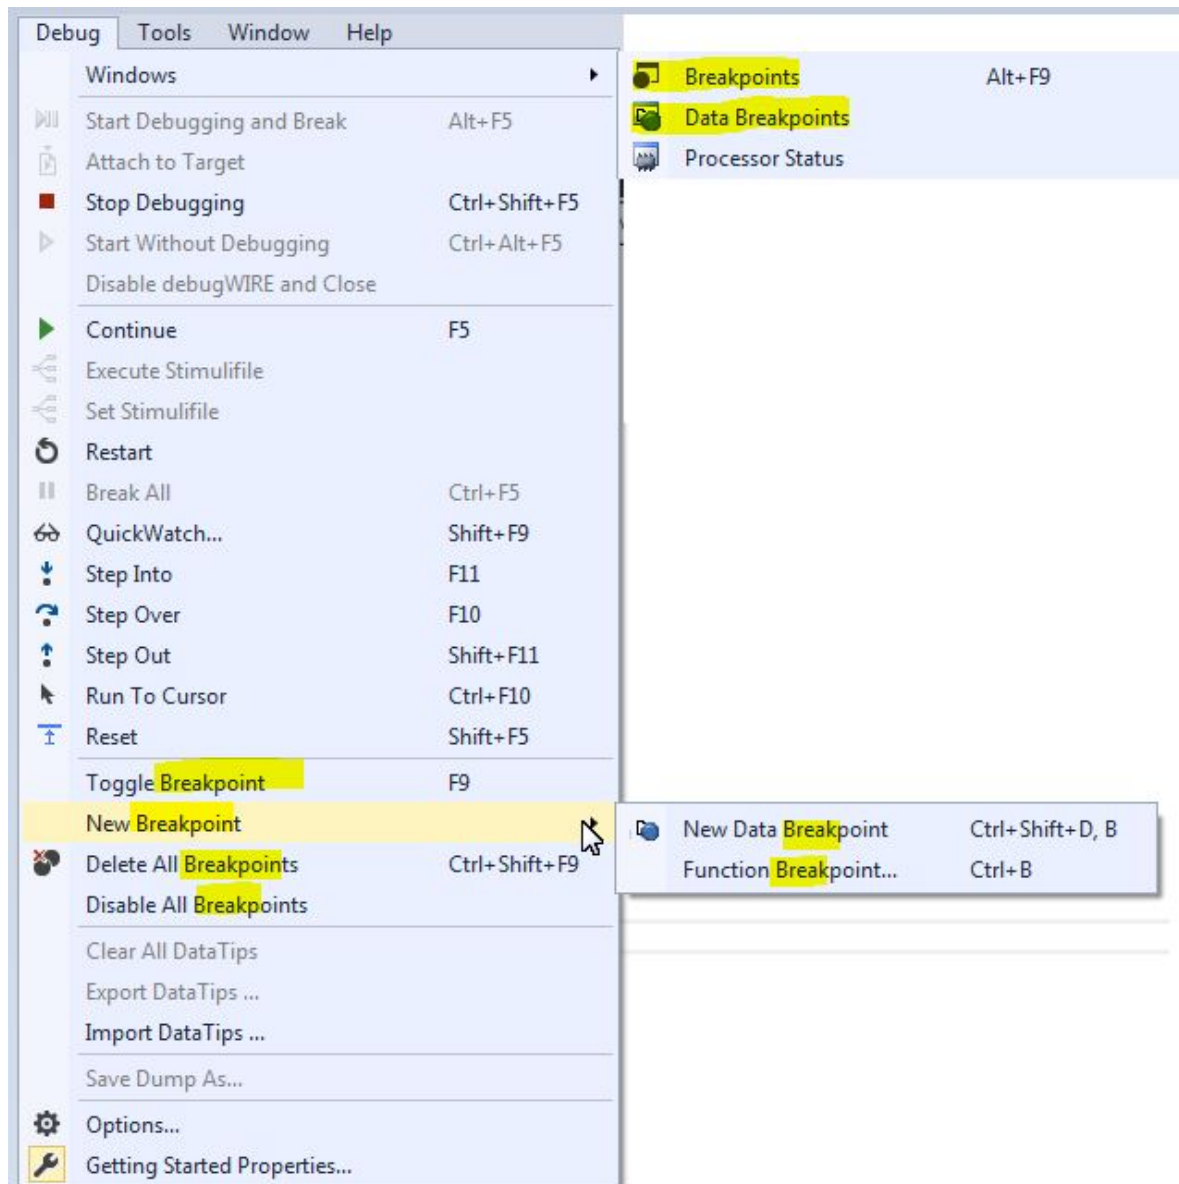 Debug Tools Window Help
Windows
Breakpoints Alt+F9
Data Breakpoints
Processor Status
Start Debugging and Break Alt+F5
Attach to Target
Stop Debugging Ctrl+Shift+F5
Start Without Debugging Ctrl+Alt+F5
Disable debugWIRE and Close
Continue F5
Execute Stimulifile
Set Stimulifile
Restart
Break All Ctrl+F5
QuickWatch... Shift+F9
Step Into F11
Step Over F10
Step Out Shift+F11
Run To Cursor Ctrl+F10
Reset Shift+F5
Toggle Breakpoint F9
New Breakpoint
New Data Breakpoint Ctrl+Shift+D, B
Function Breakpoint... Ctrl+B
Delete All Breakpoints Ctrl+Shift+F9
Disable All Breakpoints
Clear All DataTips
Export DataTips ...
Import DataTips ...
Save Dump As...
Options...
Getting Started Properties...